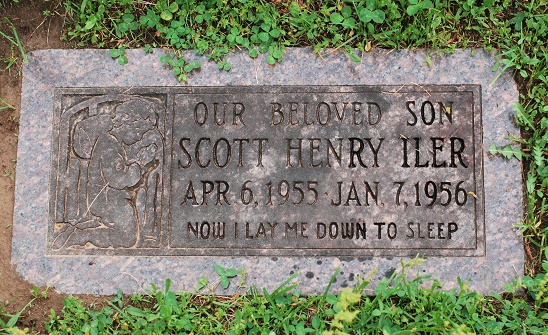 OUR BELOVED SON
SCOTT HENRY ILER
APR. 6, 1955 - JAN. 7, 1956
NOW I LAY ME DOWN TO SLEEP